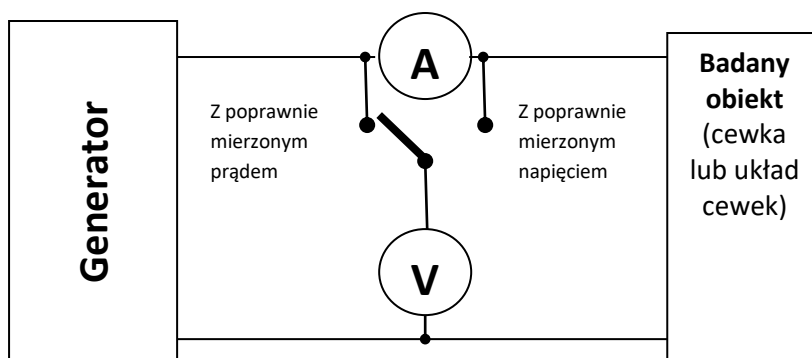 Generator
A
Z poprawnie
mierzonym
prądem
Z poprawnie
mierzonym
napięciem
V
Badany
obiekt
(cewka
lub układ
cewek)